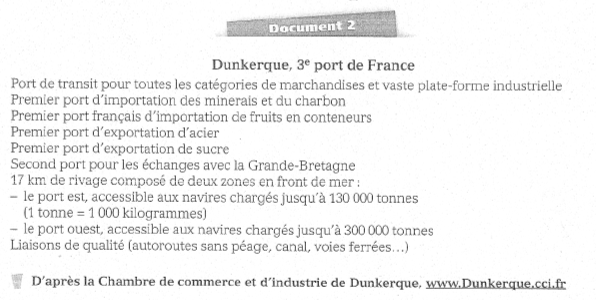 Document 2
Dunkerque, 3e port de France
Port de transit pour toutes les catégories de marchandises et vaste plate-forme industrielle
Premier port d'importation des minerais et du charbon
Premier port français d'importation de fruits en conteneurs
Premier port d'exportation d'acier
Premier port d'exportation de sucre
Second port pour les échanges avec la Grande-Bretagne
17 km de rivage composé de deux zones en front de mer :
– le port est, accessible aux navires chargés jusqu'à 130 000 tonnes
(1 tonne = 1 000 kilogrammes)
– le port ouest, accessible aux navires chargés jusqu'à 300 000 tonnes
Liaisons de qualité (autoroutes sans péage, canal, voies ferrées…)
D'après la Chambre de commerce et d'industrie de Dunkerque, www.Dunkerque.cci.fr